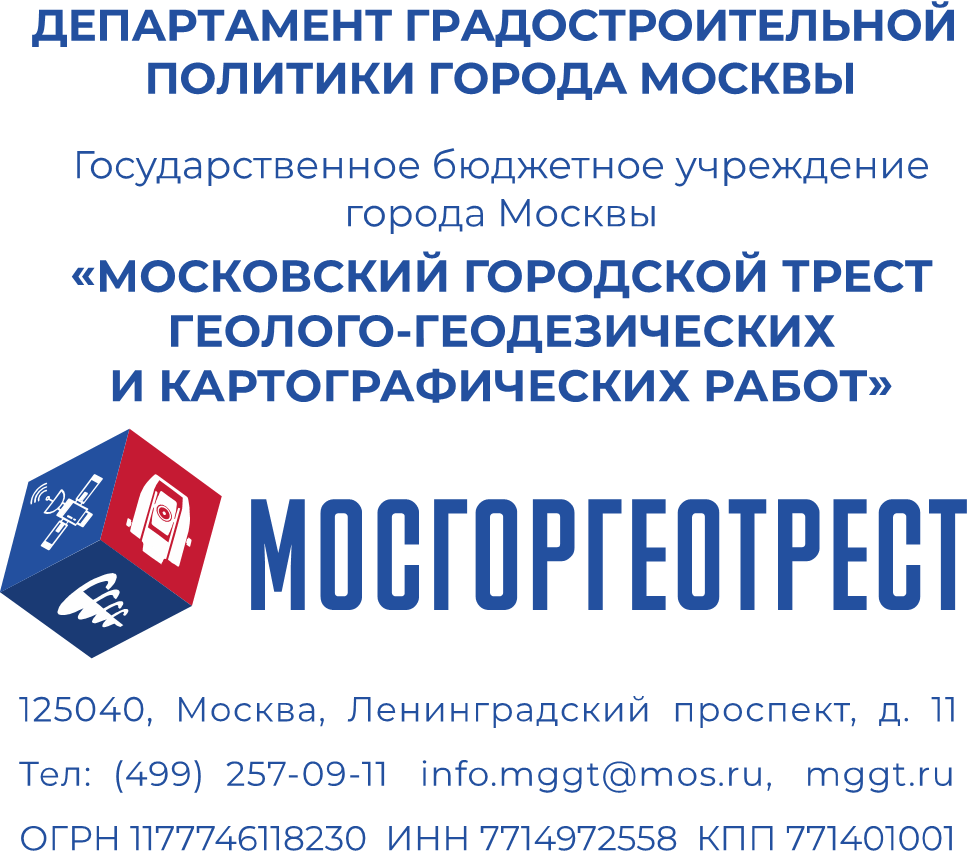 ДЕПАРТАМЕНТ ГРАДОСТРОИТЕЛЬНОЙ
ПОЛИТИКИ ГОРОДА МОСКВЫ
Государственное бюджетное учреждение
города Москвы
«МОСКОВСКИЙ ГОРОДСКОЙ ТРЕСТ
ГЕОЛОГО-ГЕОДЕЗИЧЕСКИХ
И КАРТОГРАФИЧЕСКИХ РАБОТ»
МОСГОРГЕОТРЕСТ
125040, Москва, Ленинградский проспект, д. 11
Тел: (499) 257-09-11 info.mggt@mos.ru, mggt.ru
ОГРН 1177746118230 ИНН 7714972558 КПП 771401001